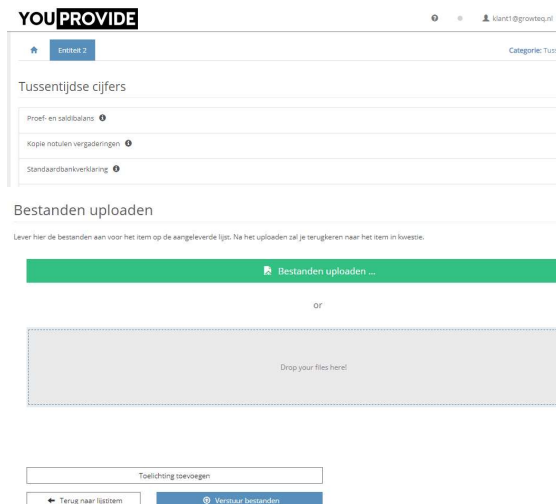 YOUPROVIDE
klant1@growteq.nl
Entiteit 2
Categorie: Tuss
Tussentijdse cijfers
Proef- en saldibalans
Kopie notulen vergaderingen
Standaardbankverklaring
Bestanden uploaden
Lever hier de bestanden aan voor het item op de aangeleverde lijst. Na het uploaden zal je terugkeren naar het item in kwestie.
Bestanden uploaden ...
or
Drop your files here!
Toelichting toevoegen
Terug naar lijstitem
Verstuur bestanden